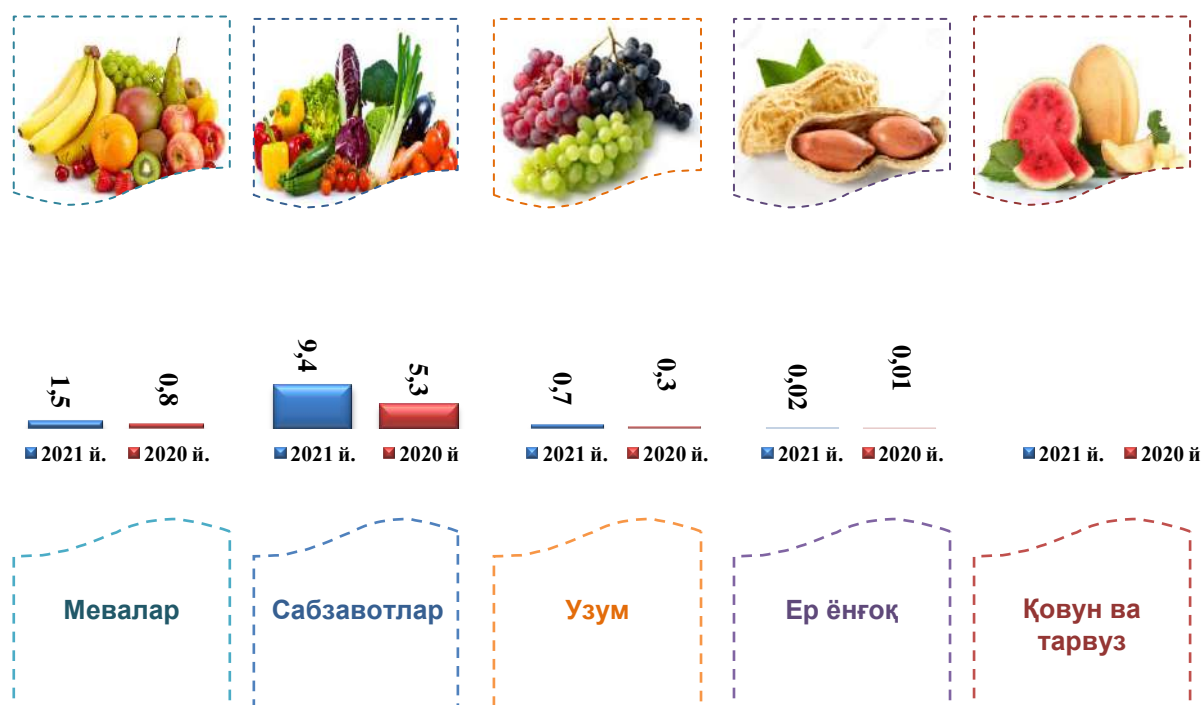 1,5
0,8
9,4
5,3
0,7
0,3
0,02
0,01
2021 й. 2020 й.
2021 й. 2020 й
2021 й. 2020 й.
2021 й. 2020 й.
2021 й. 2020 й
Мевалар
Сабзавотлар
Узум
Ер ёнғоқ
Қовун ва
тарвуз